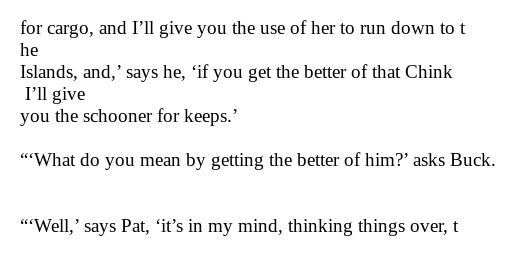 for cargo, and I’ll give you the use of her to run down to t
he
Islands, and,’ says he, ‘if you get the better of that Chink
I’ll give
you the schooner for keeps.’
“‘What do you mean by getting the better of him?’ asks Buck.
“‘Well,’ says Pat, ‘it’s in my mind, thinking things over, t